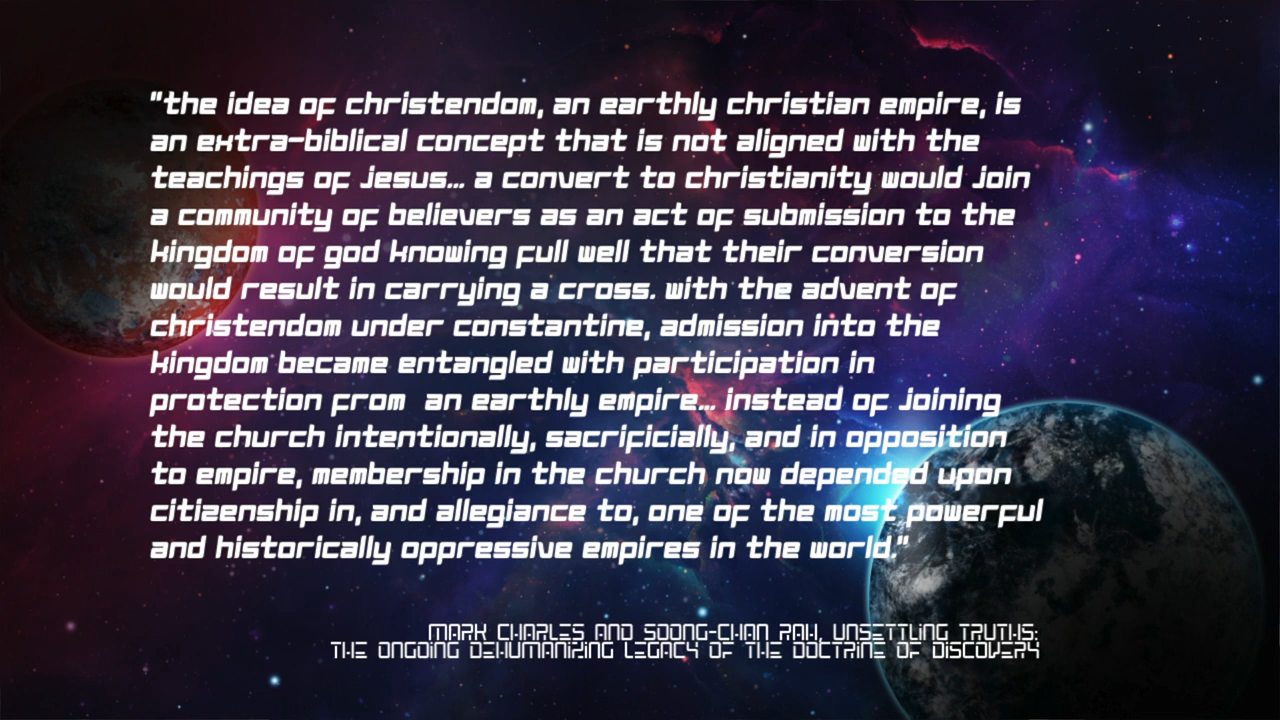 "the idea of christendom, an earthly christian empire, is
an extra-biblical concept that is not aligned with the
teachings of jesus... a convert to christianity would join
a community of believers as an act of submission to the
kingdom of god knowing full well that their conversion
would result in carrying a cross. with the advent of
christendom under constantine, admission into the
kingdom became entangled with participation in
protection from  an earthly empire... instead of joining
the church intentionally, sacrificially, and in opposition
to empire, membership in the church now depended upon
citizenship in, and allegiance to, one of the most powerful
and historically oppressive empires in the world."
MARK CHARLES AND SOONG-CHAN RAH, UNSETTLING TRUTHS:
THE ONGOING DEHUMANIZING LEGACY OF THE DOCTRINE OF DISCOVERY